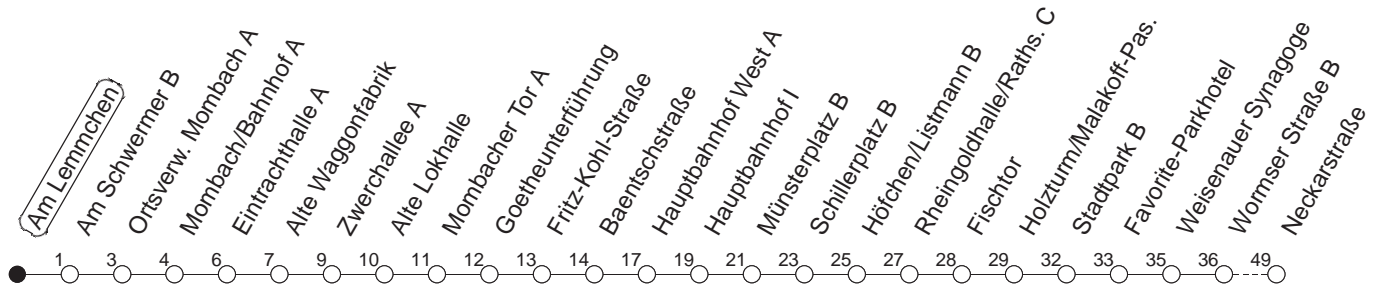 Am Lemmchen
Am Schwermer B
Ortsverw. Mombach A
Mombach/Bahnhof A
Eintrachthalle A
Alte Waggonfabrik
Zwerchallee A
Alte Lokhalle
Mombacher Tor A
Goetheunterführung
Fritz-Kohl-Straße
Baentschstraße
Hauptbahnhof West A
Hauptbahnhof I
Münsterplatz B
Schillerplatz B
Höfchen/Listmann B
Rheingoldhalle/Raths. C
Fischtor
Holzturm/Malakoff-Pas.
Stadtpark B
Favorite-Parkhotel
Weisenauer Synagoge
Wormser Straße B
Neckarstraße
1 3 4 6 7 9 10 11 12 13 14 17 19 21 23 25 27 28 29 32 33 35 36 49